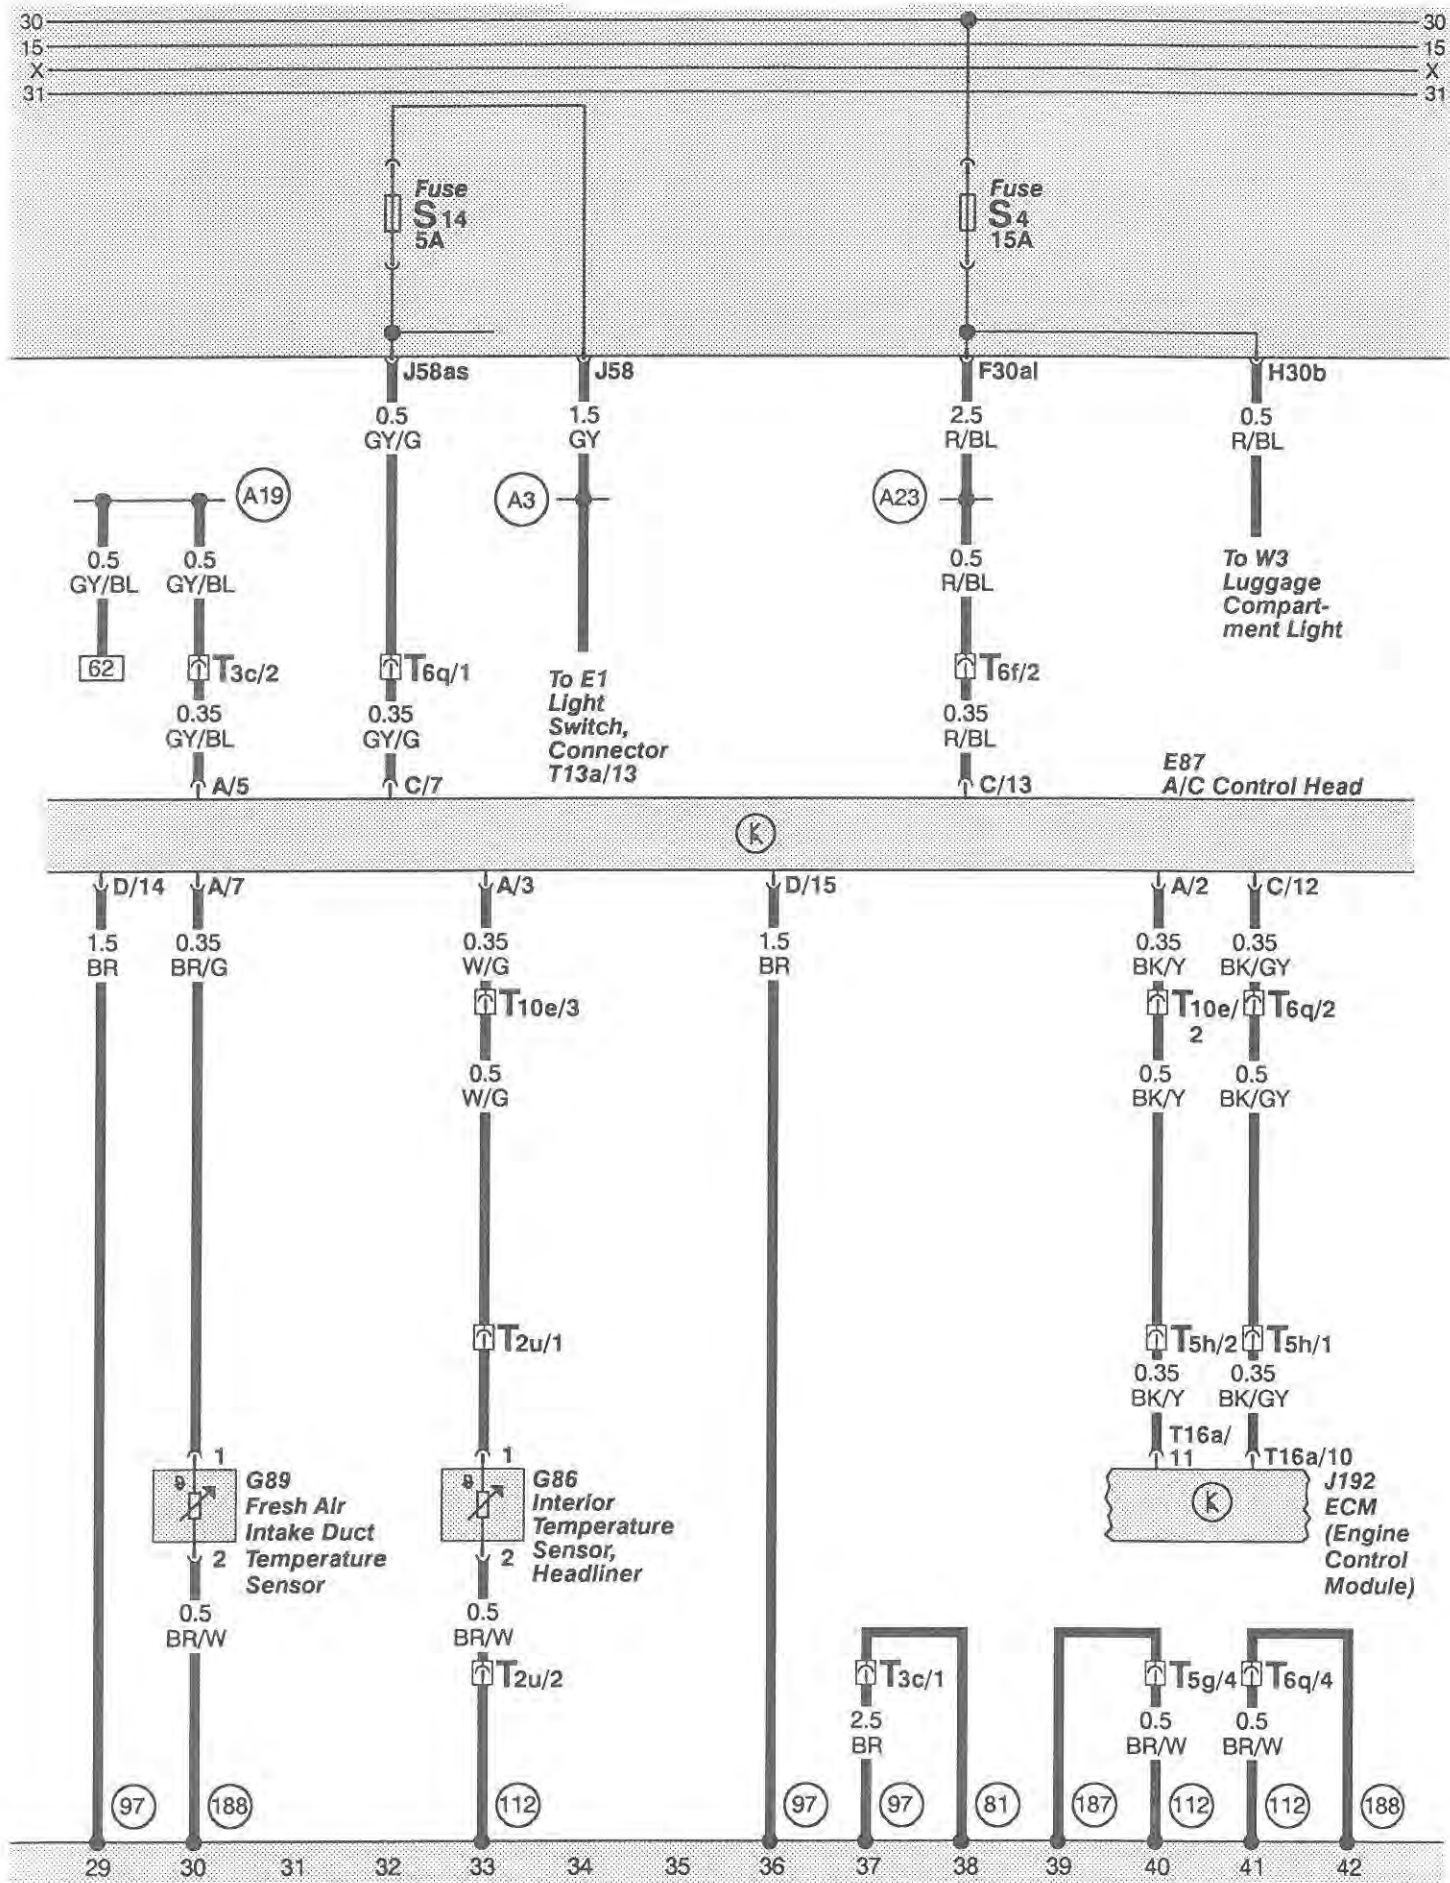 30 30
15 15
X X
31 31
Fuse
S14
5A
Fuse
S4
15A
J58as
J58
F30al
H30b
0.5
GY/G
1.5
GY
2.5
R/BL
0.5
R/BL
A19
A3
A23
0.5
GY/BL
0.5
GY/BL
0.5
R/BL
To W3
Luggage
Compart-
ment Light
62
T3c/2
T6q/1
To E1
Light
Switch,
Connector
T13a/13
T6f/2
0.35
GY/BL
0.35
GY/G
0.35
R/BL
A/5
C/7
C/13
E87
A/C Control Head
D/14
A/7
A/3
D/15
A/2
C/12
1.5
BR
0.35
BR/G
0.35
W/G
1.5
BR
0.35
BK/Y
0.35
BK/GY
T10e/3
T10e/
2
T6q/2
0.5
W/G
0.5
BK/Y
0.5
BK/GY
T2u/1
T5h/2
T5h/1
0.35
BK/Y
0.35
BK/GY
T16a/
11
T16a/10
1
G89
Fresh Air
Intake Duct
Temperature
Sensor
2
1
G86
Interior
Temperature
Sensor,
Headliner
2
J192
ECM
(Engine
Control
Module)
0.5
BR/W
0.5
BR/W
T2u/2
T3c/1
T5g/4
T6q/4
2.5
BR
0.5
BR/W
0.5
BR/W
97 188 112 97 97 81 187 112 112 188
29 30 31 32 33 34 35 36 37 38 39 40 41 42